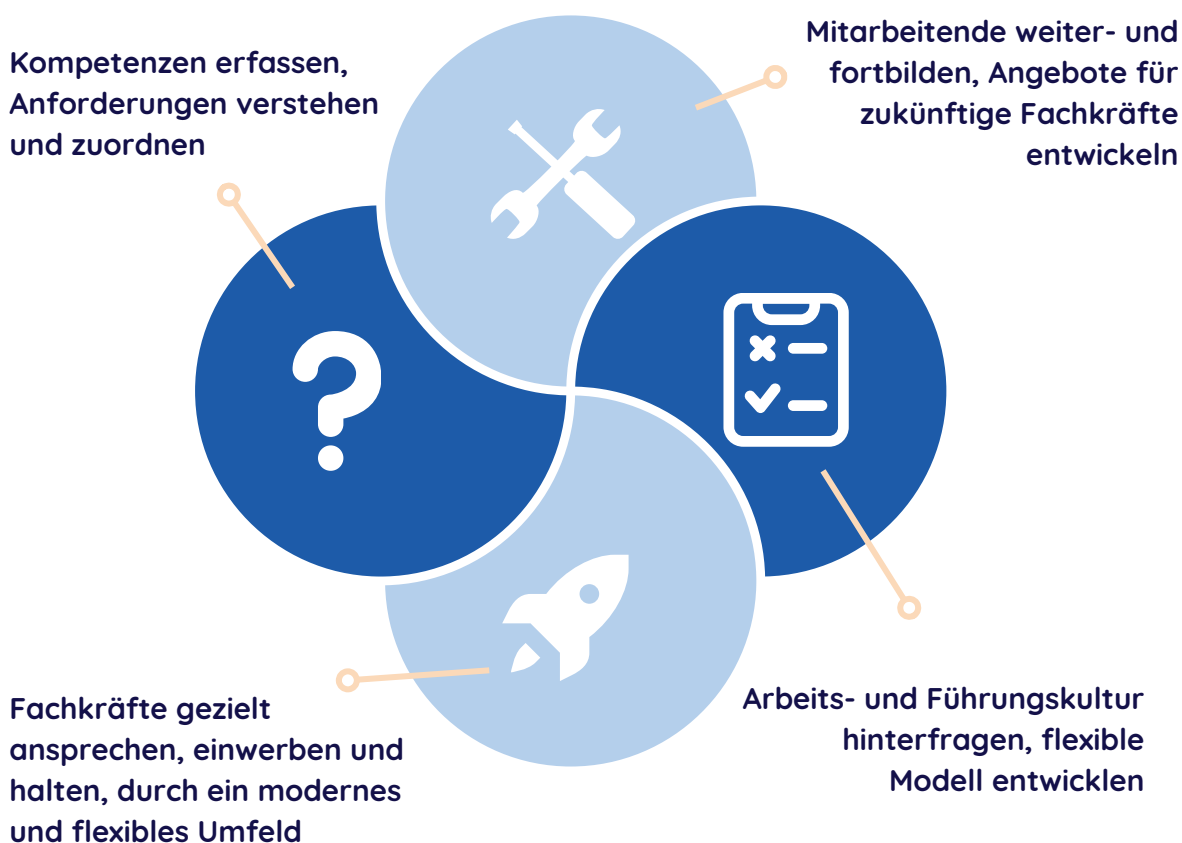 Kompetenzen erfassen,
Anforderungen verstehen
und zuordnen
Mitarbeitende weiter- und
fortbilden, Angebote für
zukünftige Fachkräfte
entwickeln
Fachkräfte gezielt
ansprechen, einwerben und
halten, durch ein modernes
und flexibles Umfeld
Arbeits- und Führungskultur
hinterfragen, flexible
Modell entwicklen